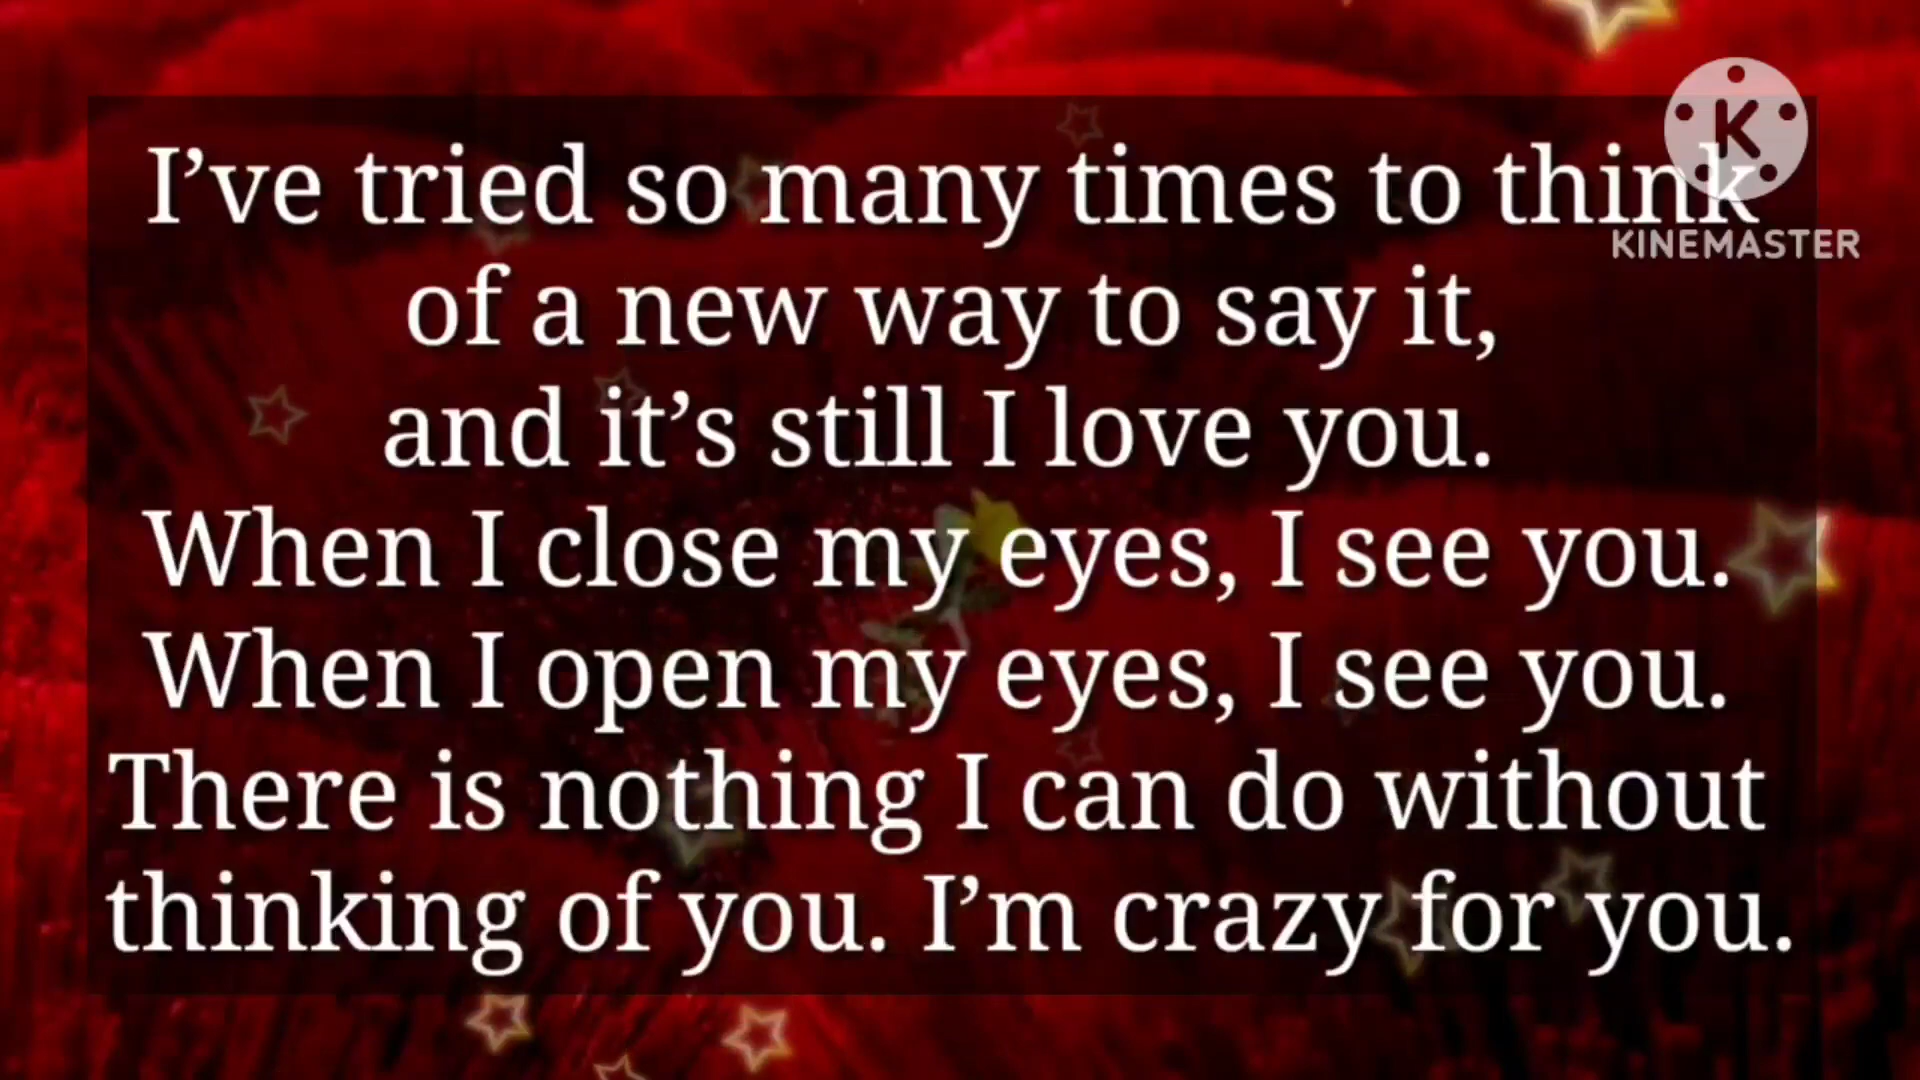 I’ve tried so many times to think
of a new way to say it,
and it’s still I love you.
When I close my eyes, I see you.
When I open my eyes, I see you.
There is nothing I can do without
thinking of you. I’m crazy for you.
K
KINEMASTER